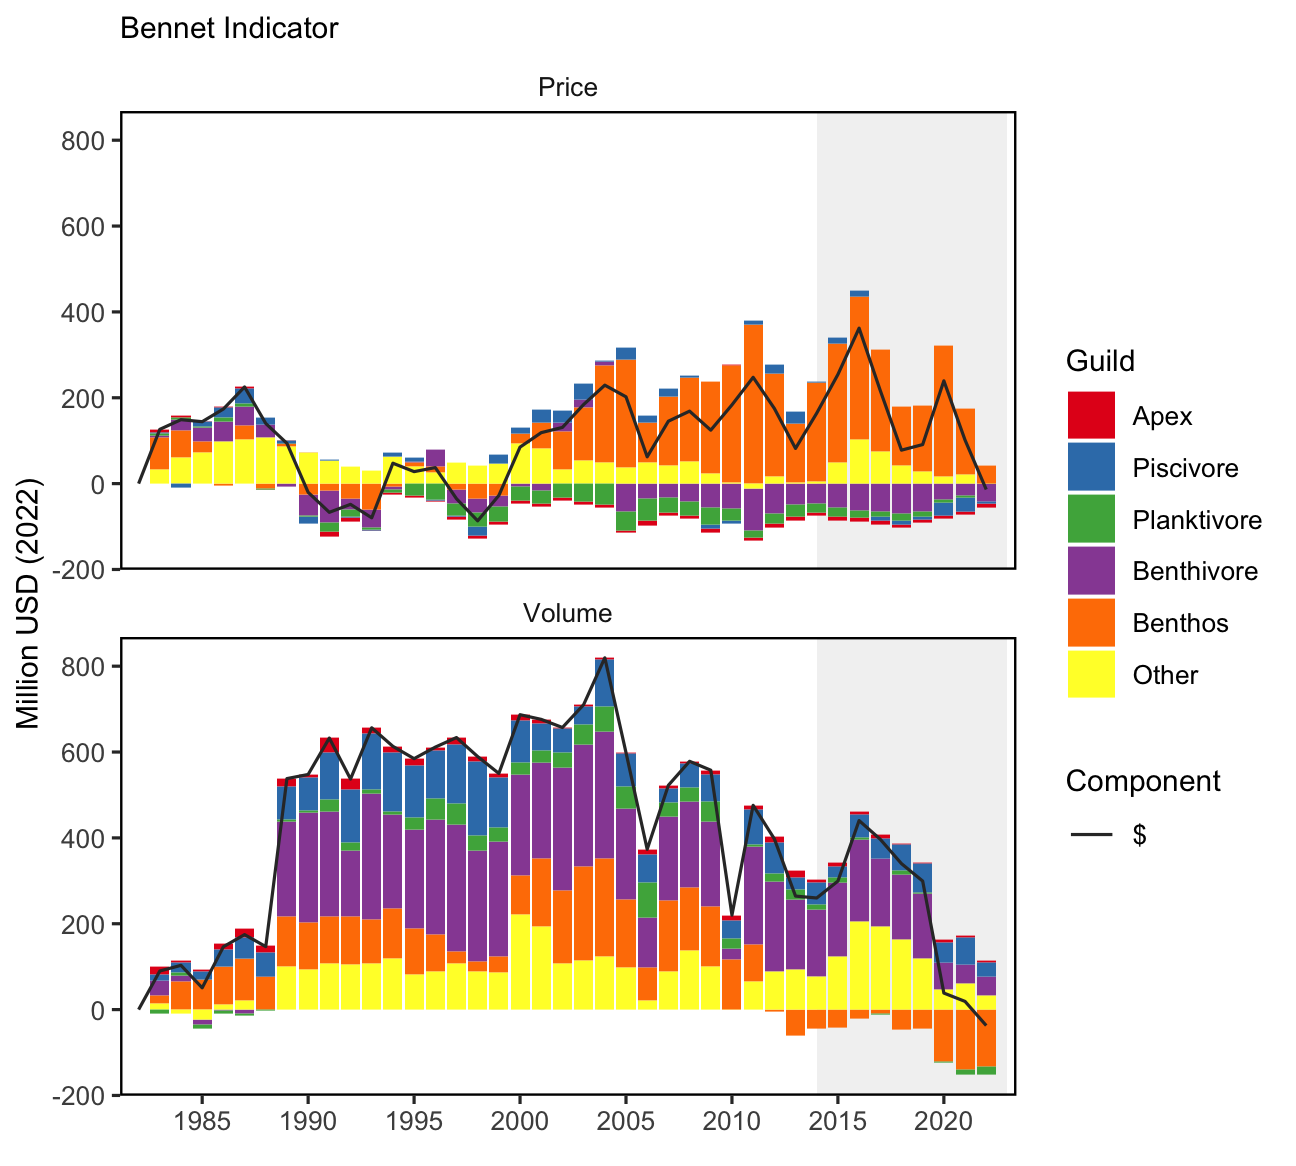 Bennet Indicator
Price
800
600
400
200
0
-200
Million USD (2022)
Volume
800
600
400
200
0
-200
1985 1990 1995 2000 2005 2010 2015 2020
Guild
Apex
Piscivore
Planktivore
Benthivore
Benthos
Other
Component
$